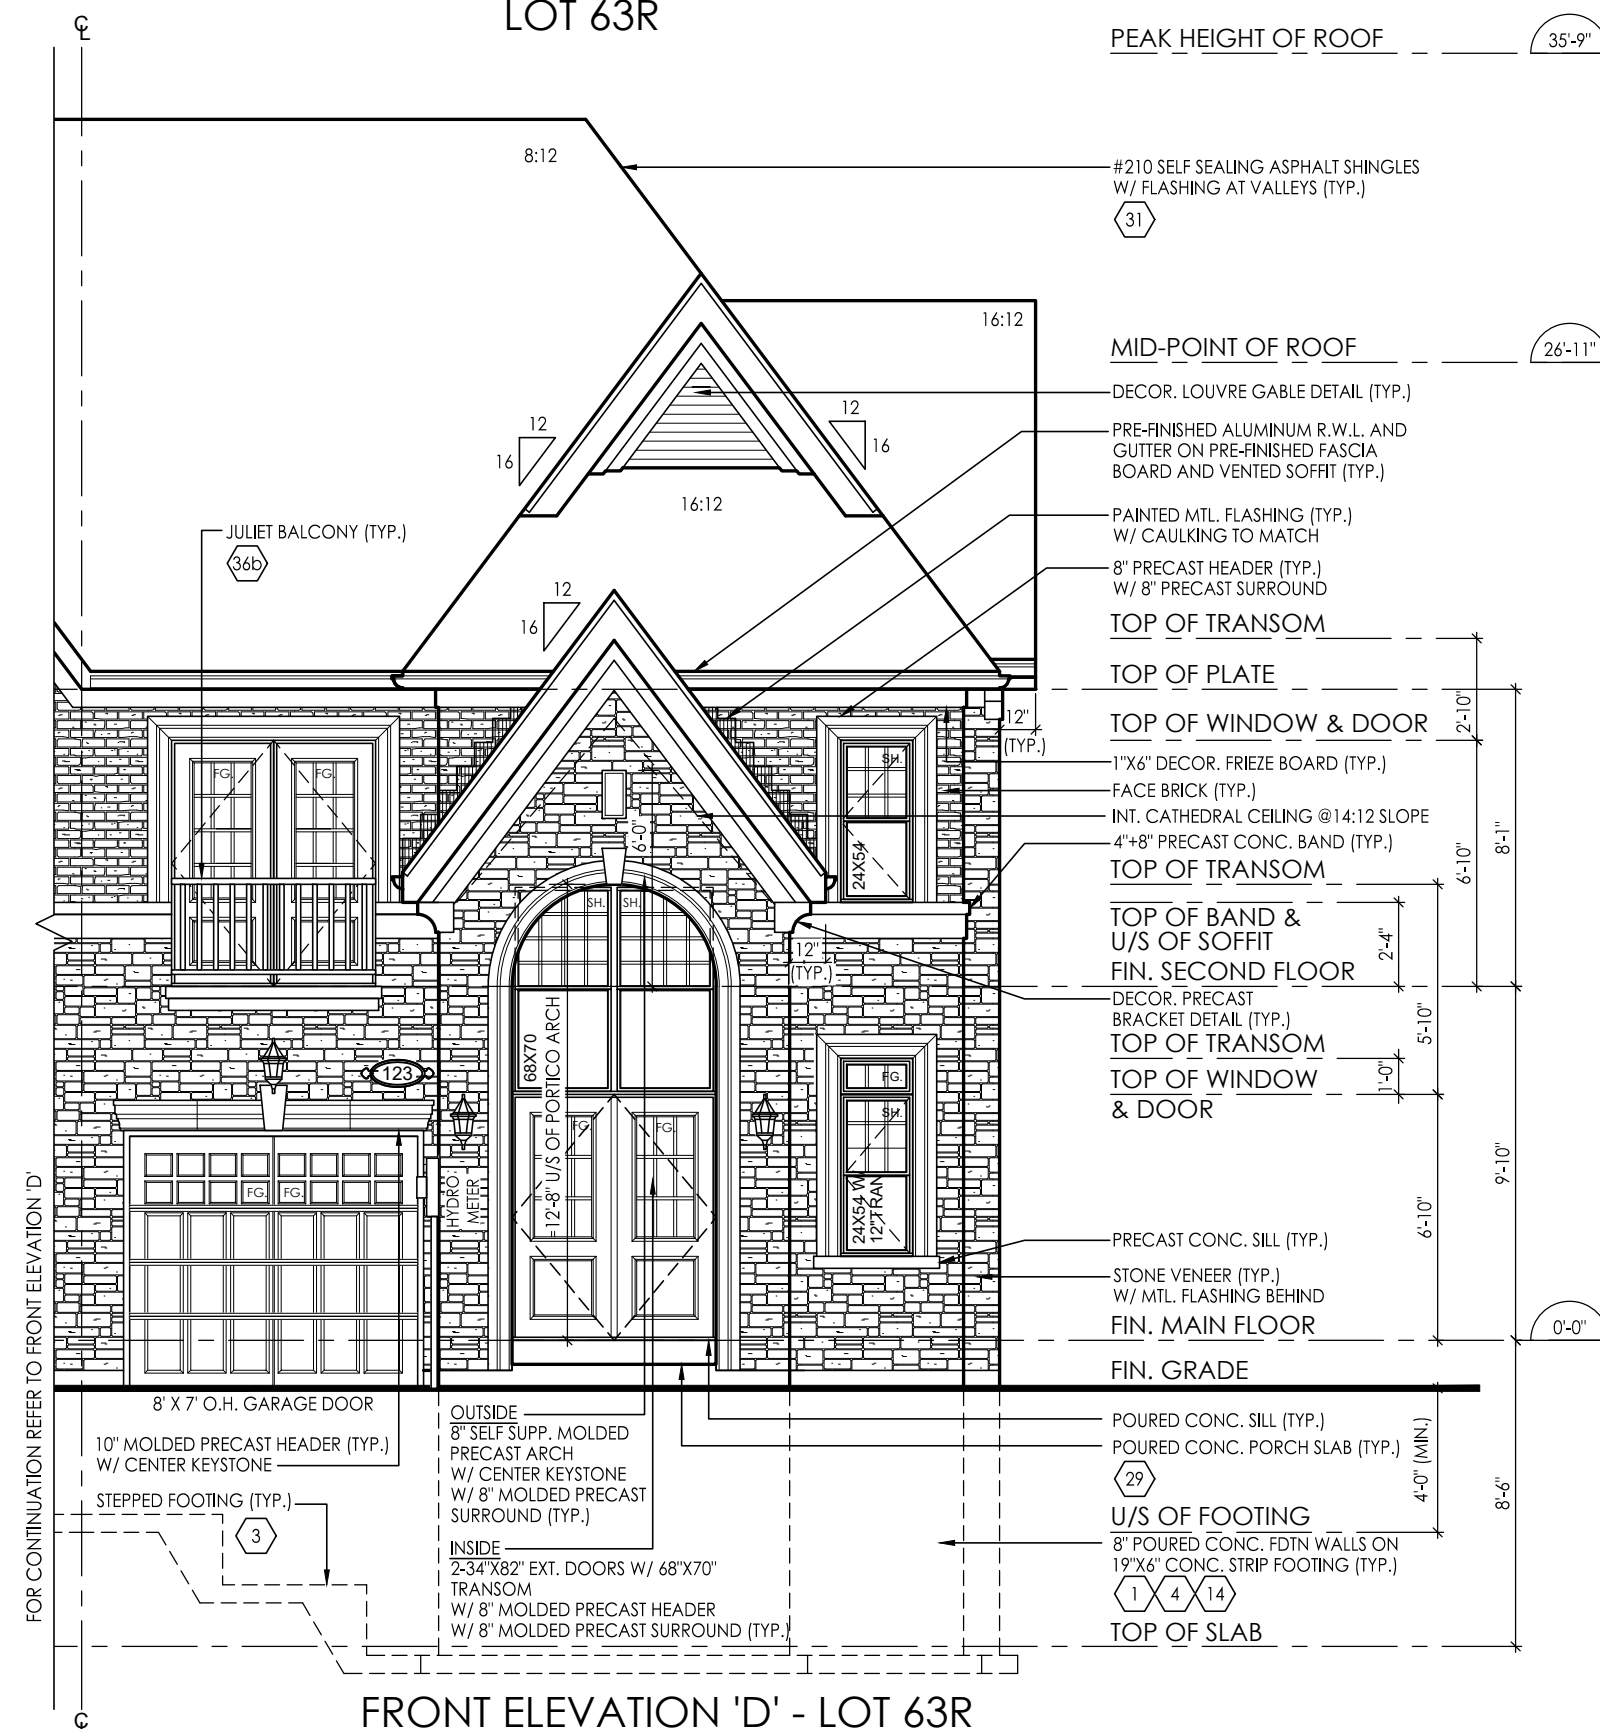 LOT 63R
℄
PEAK HEIGHT OF ROOF
35'-9"
8:12
#210 SELF SEALING ASPHALT SHINGLES
W/ FLASHING AT VALLEYS (TYP.)
31
16:12
MID-POINT OF ROOF
26'-11"
DECOR. LOUVRE GABLE DETAIL (TYP.)
12
16
12
16
PRE-FINISHED ALUMINUM R.W.L. AND
GUTTER ON PRE-FINISHED FASCIA
BOARD AND VENTED SOFFIT (TYP.)
16:12
JULIET BALCONY (TYP.)
36b
PAINTED MTL. FLASHING (TYP.)
W/ CAULKING TO MATCH
12
16
8" PRECAST HEADER (TYP.)
W/ 8" PRECAST SURROUND
TOP OF TRANSOM
TOP OF PLATE
2'-10"
TOP OF WINDOW & DOOR
12"
(TYP.)
1"X6" DECOR. FRIEZE BOARD (TYP.)
FACE BRICK (TYP.)
INT. CATHEDRAL CEILING @14:12 SLOPE
4"+8" PRECAST CONC. BAND (TYP.)
FG.
FG.
SH.
24X54
6'-0"
6'-10"
8'-1"
TOP OF TRANSOM
SH.
SH.
TOP OF BAND &
U/S OF SOFFIT
2'-4"
12"
(TYP.)
FIN. SECOND FLOOR
DECOR. PRECAST
BRACKET DETAIL (TYP.)
5'-10"
TOP OF TRANSOM
1'-0"
TOP OF WINDOW
& DOOR
68X70
=12'-8" U/S OF PORTICO ARCH
123
FG.
SH.
24X54 W/
12"TRAN
FG.
FG.
FG.
FG.
HYDRO
METER
9'-10"
6'-10"
PRECAST CONC. SILL (TYP.)
STONE VENEER (TYP.)
W/ MTL. FLASHING BEHIND
FIN. MAIN FLOOR
0'-0"
FIN. GRADE
FOR CONTINUATION REFER TO FRONT ELEVATION 'D'
8' X 7' O.H. GARAGE DOOR
10" MOLDED PRECAST HEADER (TYP.)
W/ CENTER KEYSTONE
STEPPED FOOTING (TYP.)
3
OUTSIDE
8" SELF SUPP. MOLDED
PRECAST ARCH
W/ CENTER KEYSTONE
W/ 8" MOLDED PRECAST
SURROUND (TYP.)
INSIDE
2-34"X82" EXT. DOORS W/ 68"X70"
TRANSOM
W/ 8" MOLDED PRECAST HEADER
W/ 8" MOLDED PRECAST SURROUND (TYP.)
POURED CONC. SILL (TYP.)
POURED CONC. PORCH SLAB (TYP.)
29
4'-0" (MIN.)
8'-6"
U/S OF FOOTING
8" POURED CONC. FDTN WALLS ON
19"X6" CONC. STRIP FOOTING (TYP.)
1
4
14
TOP OF SLAB
℄
FRONT ELEVATION 'D' - LOT 63R